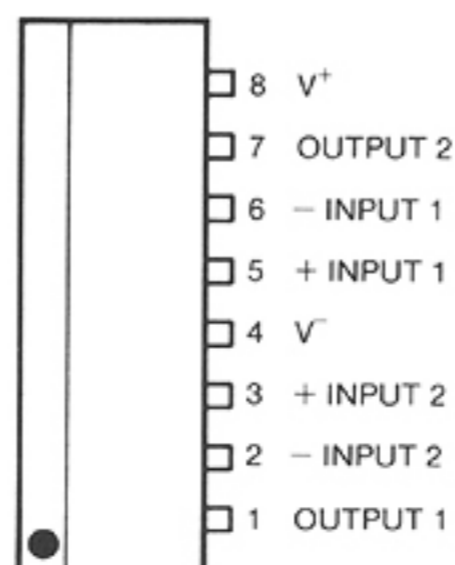 8 V⁺
7 OUTPUT 2
6 − INPUT 1
5 + INPUT 1
4 V⁻
3 + INPUT 2
2 − INPUT 2
1 OUTPUT 1